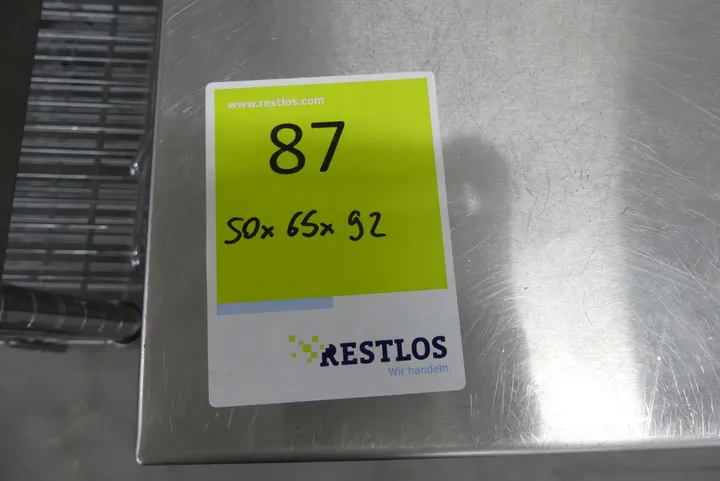 www.restlos.com
87
50x 65x 92
RESTLOS
Wir handeln.